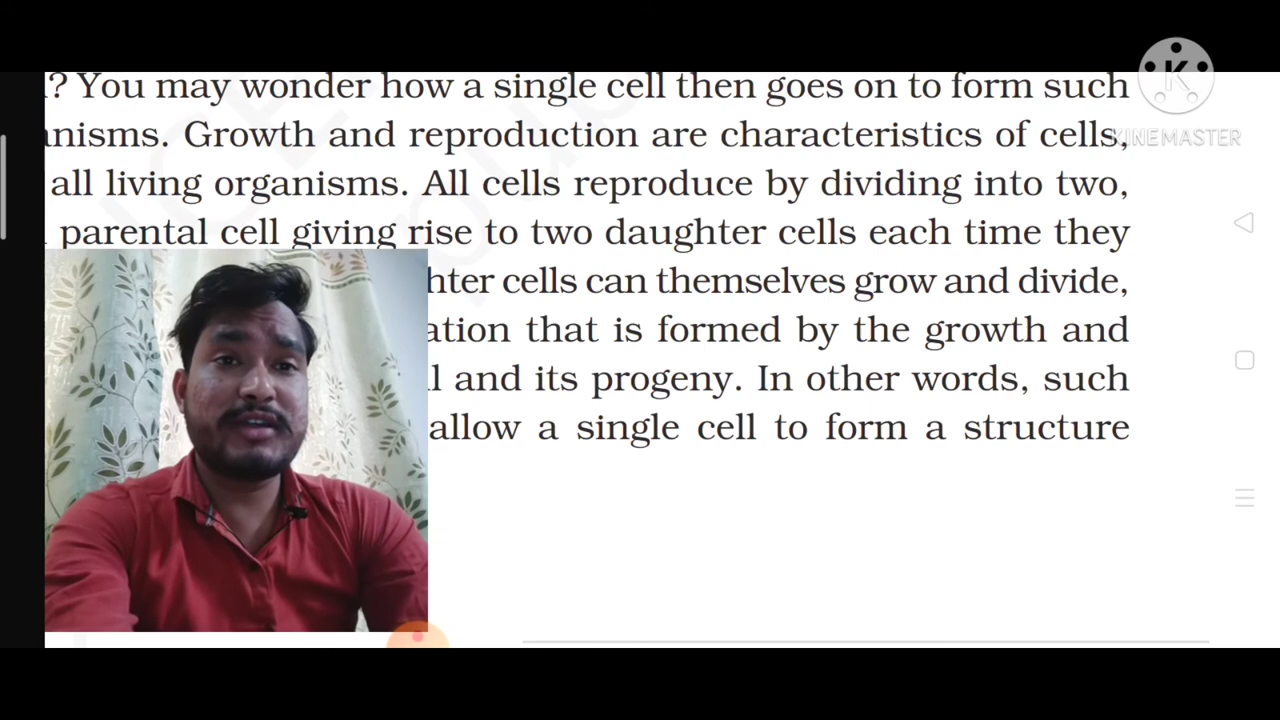 ? You may wonder how a single cell then goes on to form such
anisms. Growth and reproduction are characteristics of cells,
all living organisms. All cells reproduce by dividing into two,
parental cell giving rise to two daughter cells each time they
hter cells can themselves grow and divide,
ation that is formed by the growth and
l and its progeny. In other words, such
allow a single cell to form a structure
K
KINEMASTER